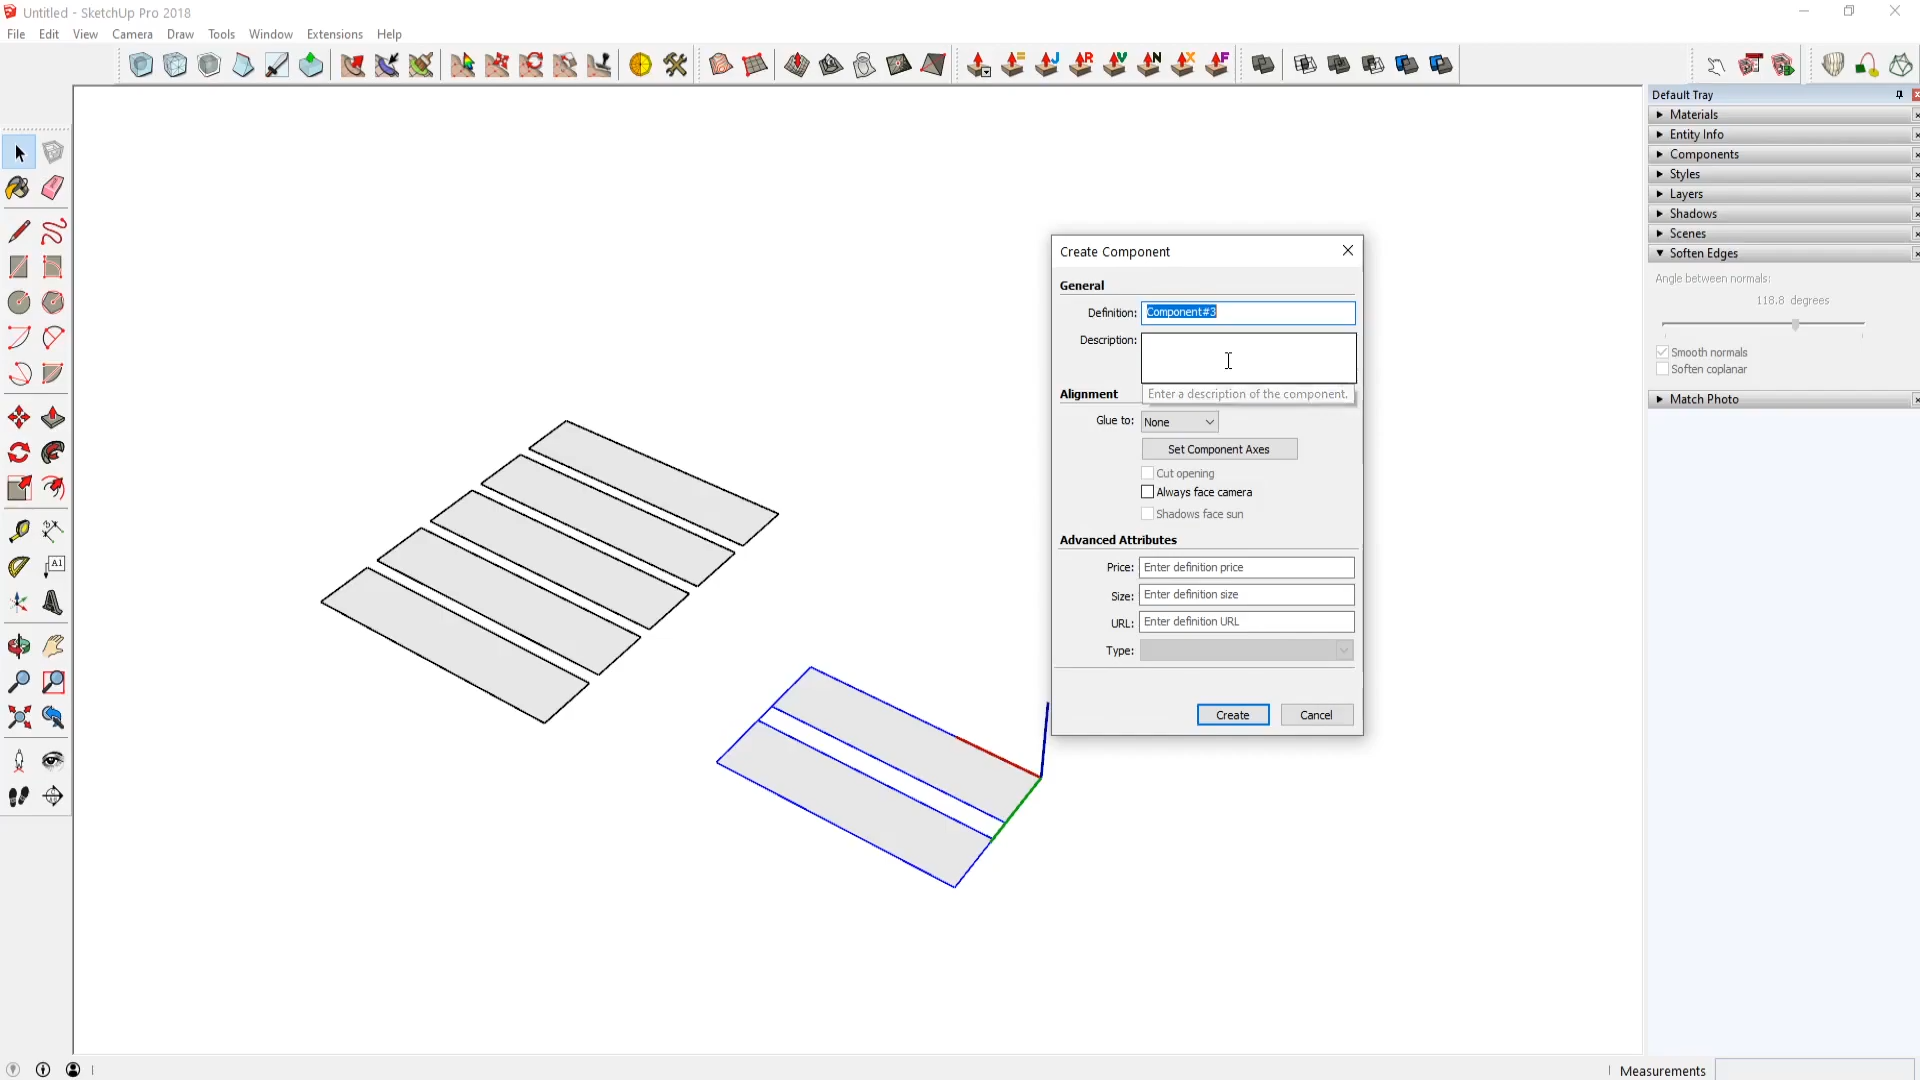 Untitled - SketchUp Pro 2018
File Edit View Camera Draw Tools Window Extensions Help
J R V N X F
Default Tray
Materials
Entity Info
Components
Styles
Layers
Shadows
Scenes
Soften Edges
Angle between normals:
118.8 degrees
Smooth normals
Soften coplanar
Match Photo
A1
Create Component
General
Definition: Component#3
Description:
Enter a description of the component.
Alignment
Glue to: None
Set Component Axes
Cut opening
Always face camera
Shadows face sun
Advanced Attributes
Price: Enter definition price
Size: Enter definition size
URL: Enter definition URL
Type:
Create Cancel
Measurements